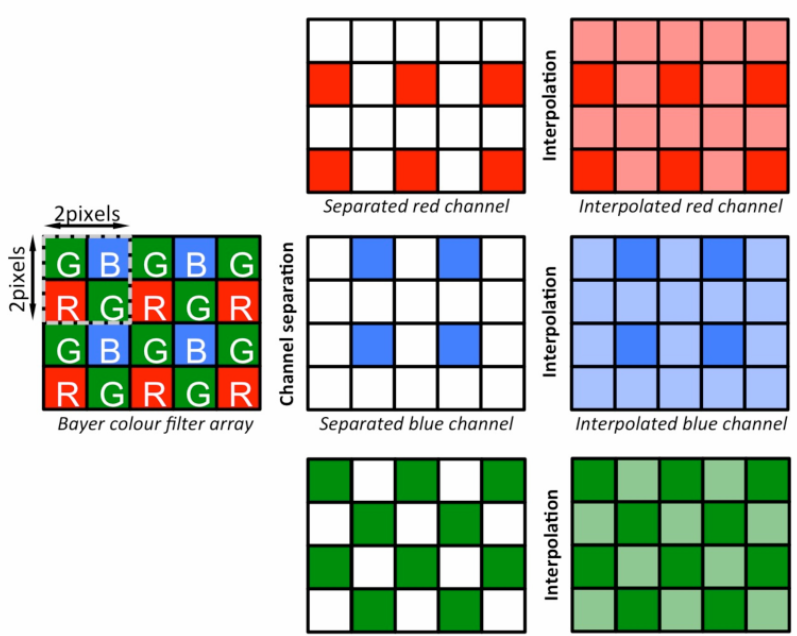 Interpolation
Separated red channel
Interpolated red channel
2pixels
2pixels
G B G B G
R G R G R
G B G B G
R G R G R
Bayer colour filter array
Channel separation
Interpolation
Separated blue channel
Interpolated blue channel
Interpolation